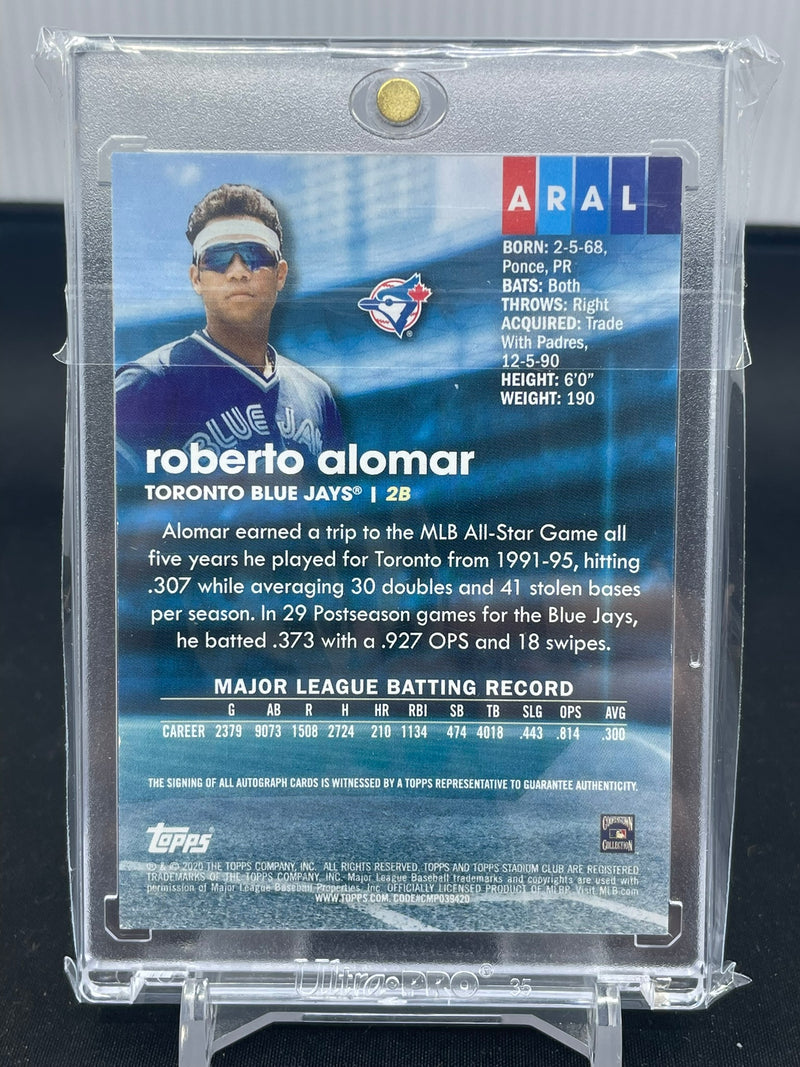 A R A L
BORN: 2-5-68,
Ponce, PR
BATS: Both
THROWS: Right
ACQUIRED: Trade
With Padres,
12-5-90
HEIGHT: 6'0"
WEIGHT: 190
BLUE JA
roberto alomar
TORONTO BLUE JAYS® | 2B
Alomar earned a trip to the MLB All-Star Game all
five years he played for Toronto from 1991-95, hitting
.307 while averaging 30 doubles and 41 stolen bases
per season. In 29 Postseason games for the Blue Jays,
he batted .373 with a .927 OPS and 18 swipes.
MAJOR LEAGUE BATTING RECORD
G AB R H HR RBI SB TB SLG OPS AVG
CAREER 2379 9073 1508 2724 210 1134 474 4018 .443 .814 .300
THE SIGNING OF ALL AUTOGRAPH CARDS IS WITNESSED BY A TOPPS REPRESENTATIVE TO GUARANTEE AUTHENTICITY.
Topps®
COOPERSTOWN
COLLECTION
® & © 2020 THE TOPPS COMPANY, INC. ALL RIGHTS RESERVED. TOPPS AND TOPPS STADIUM CLUB ARE REGISTERED
TRADEMARKS OF THE TOPPS COMPANY, INC. Major League Baseball trademarks and copyrights are used with
permission of Major League Baseball Properties, Inc. OFFICIALLY LICENSED PRODUCT OF MLBP. Visit MLB.com
WWW.TOPPS.COM. CODE#CMP039420
Ultra•PRO® 35